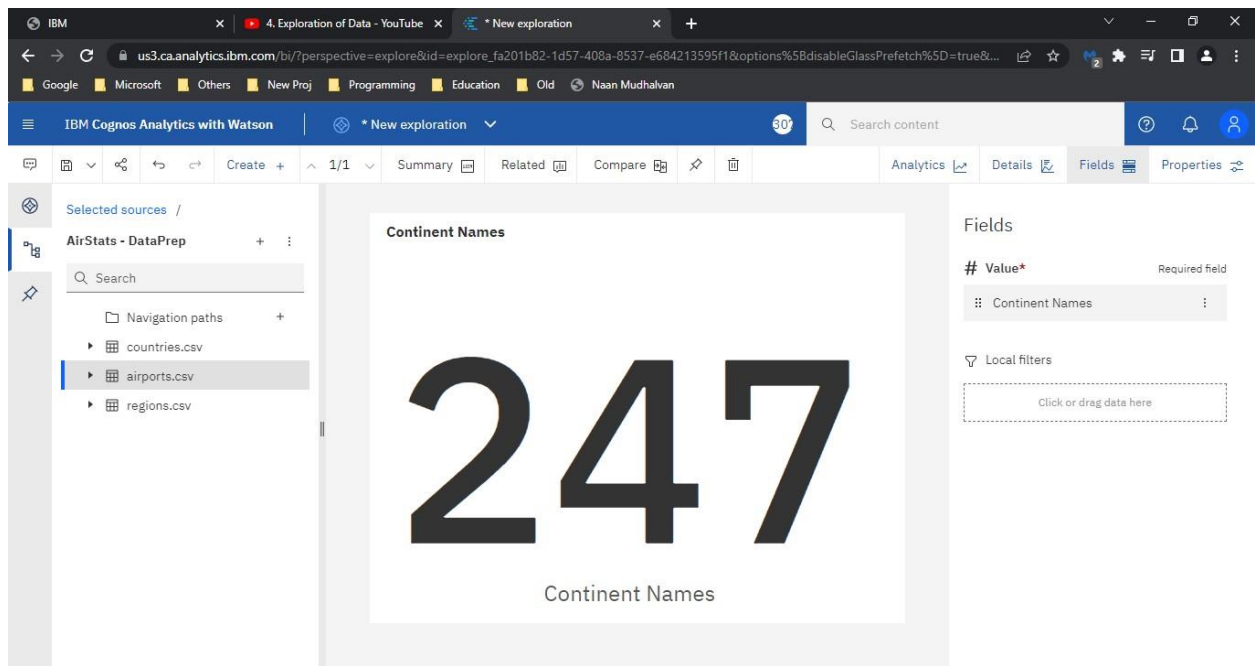 IBM
4. Exploration of Data - YouTube
* New exploration
us3.ca.analytics.ibm.com/bi/?perspective=explore&id=explore_fa201b82-1d57-408a-8537-e684213595f1&options%5BdisableGlassPrefetch%5D=true&...
2
Google Microsoft Others New Proj Programming Education Old Naan Mudhalvan
IBM Cognos Analytics with Watson
* New exploration
Search content
Create + 1/1 Summary Related Compare
Analytics Details Fields Properties
Selected sources /
AirStats - DataPrep
Search
Navigation paths
countries.csv
airports.csv
regions.csv
Continent Names
247
Continent Names
Fields
# Value* Required field
Continent Names
Local filters
Click or drag data here